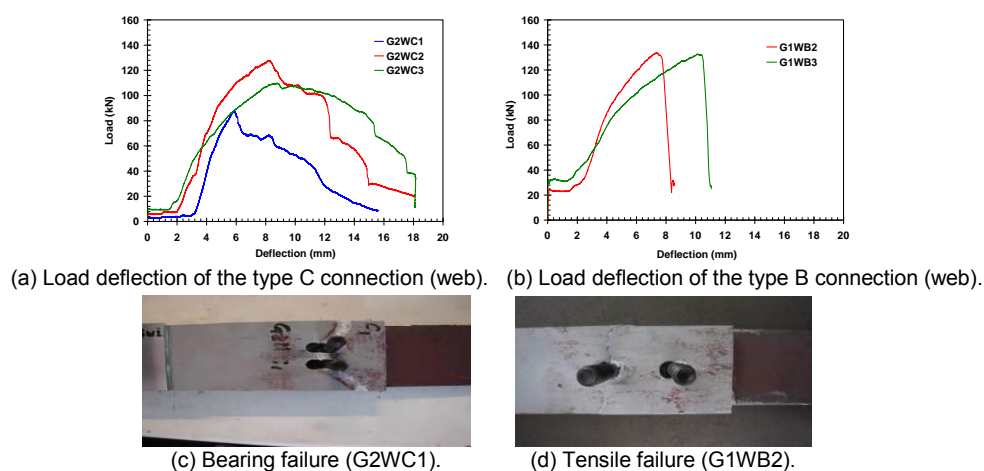 160
140
120
100
80
60
40
20
0
Load (kN)
G2WC1
G2WC2
G2WC3
0 2 4 6 8 10 12 14 16 18 20
Deflection (mm)
160
140
120
100
80
60
40
20
0
Load (kN)
G1WB2
G1WB3
0 2 4 6 8 10 12 14 16 18 20
Deflection (mm)
(a) Load deflection of the type C connection (web). (b) Load deflection of the type B connection (web).
(c) Bearing failure (G2WC1). (d) Tensile failure (G1WB2).